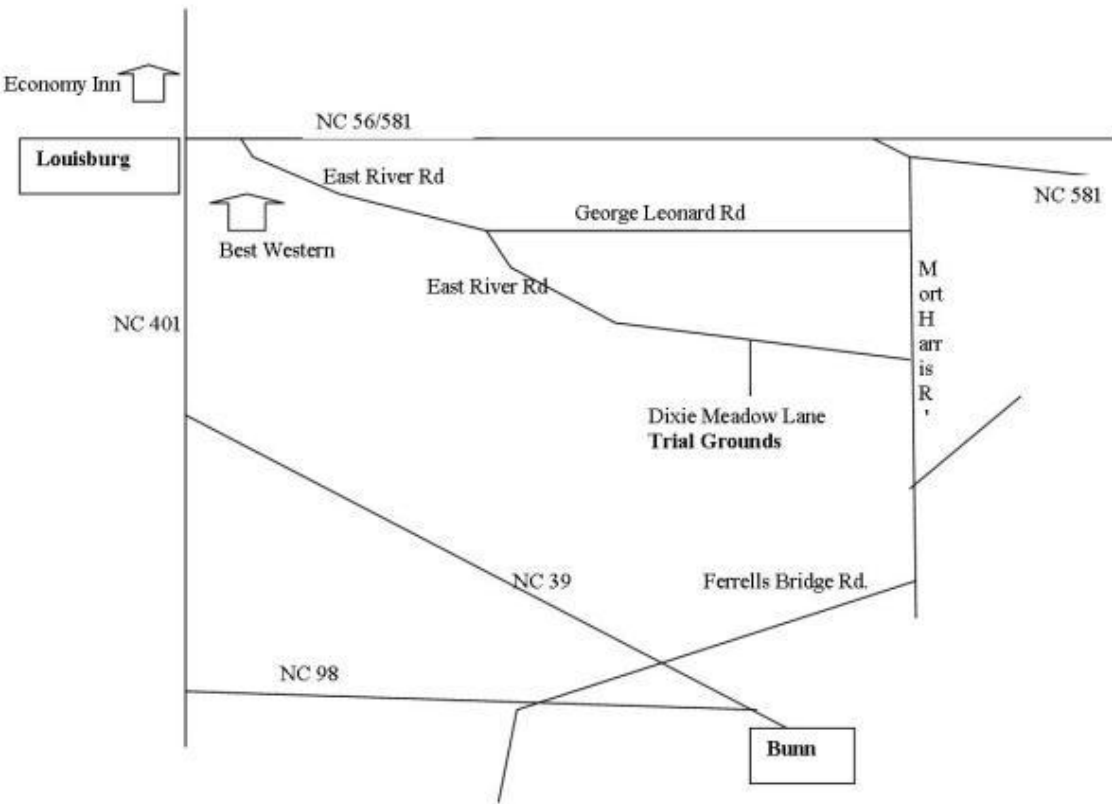 Economy Inn
NC 56/581
Louisburg
East River Rd
NC 581
George Leonard Rd
Best Western
M
ort
H
arr
is
R
'
East River Rd
NC 401
Dixie Meadow Lane
Trial Grounds
NC 39
Ferrells Bridge Rd.
NC 98
Bunn